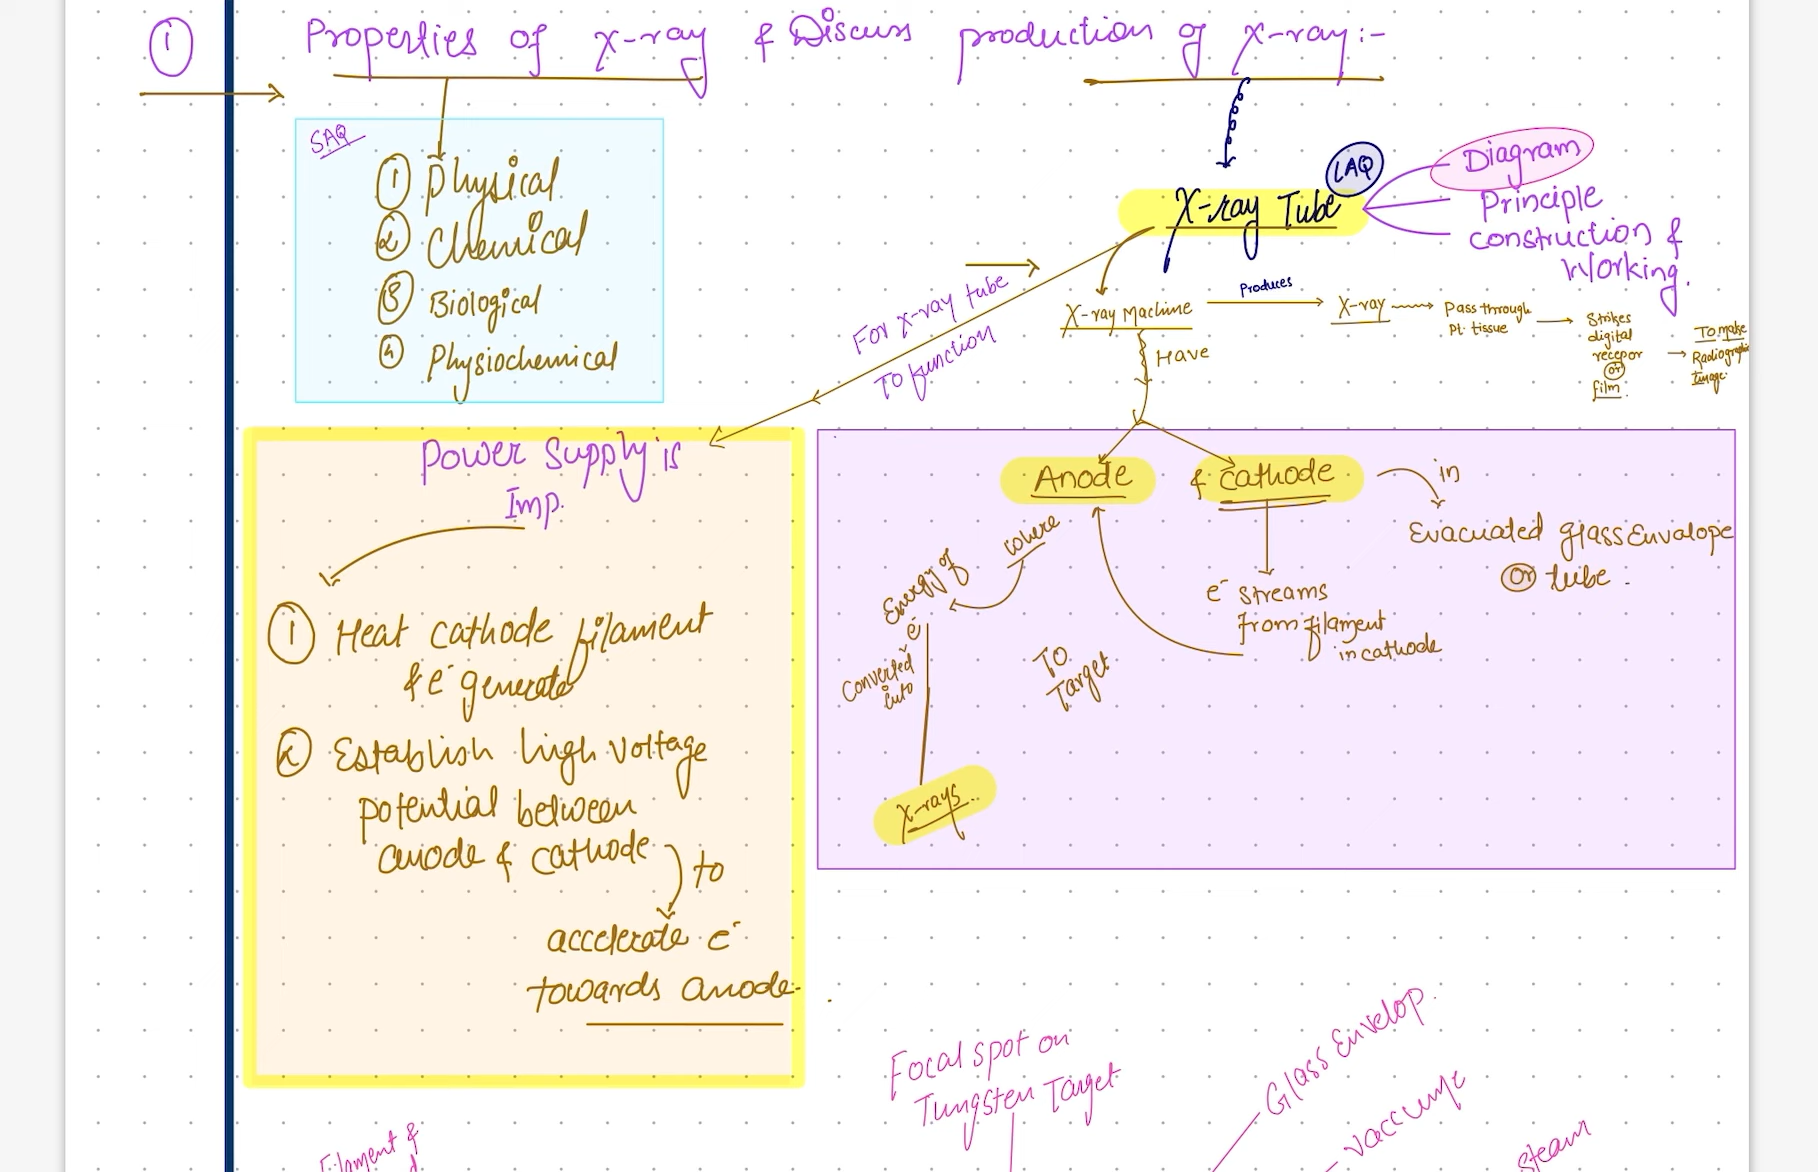 1 Properties of X-ray & Discuss production of X-ray:-
SAQ
1 Physical
2 Chemical
3 Biological
4 Physiochemical
LAQ
X-ray Tube
Diagram
Principle
construction &
Working.
For X-ray tube
To function
X-ray Machine
Produces
X-ray
Pass through
Pt. tissue
Strikes
digital
recepor
or
film.
To make
Radiographic
Image.
Have
Power Supply is
Imp.
1 Heat cathode filament
& e⁻ generate
2 Establish high voltage
potential between
anode & cathode
to
accelerate e⁻
towards anode.
Anode & cathode
in
Evacuated glass Envalope
or tube.
where
Energy of
e⁻
Converted
into
X-rays..
e⁻ streams
from filament
in cathode
To
Target
Focal spot on
Tungsten Target
Glass Envelop
vaccume
steam
Filament &